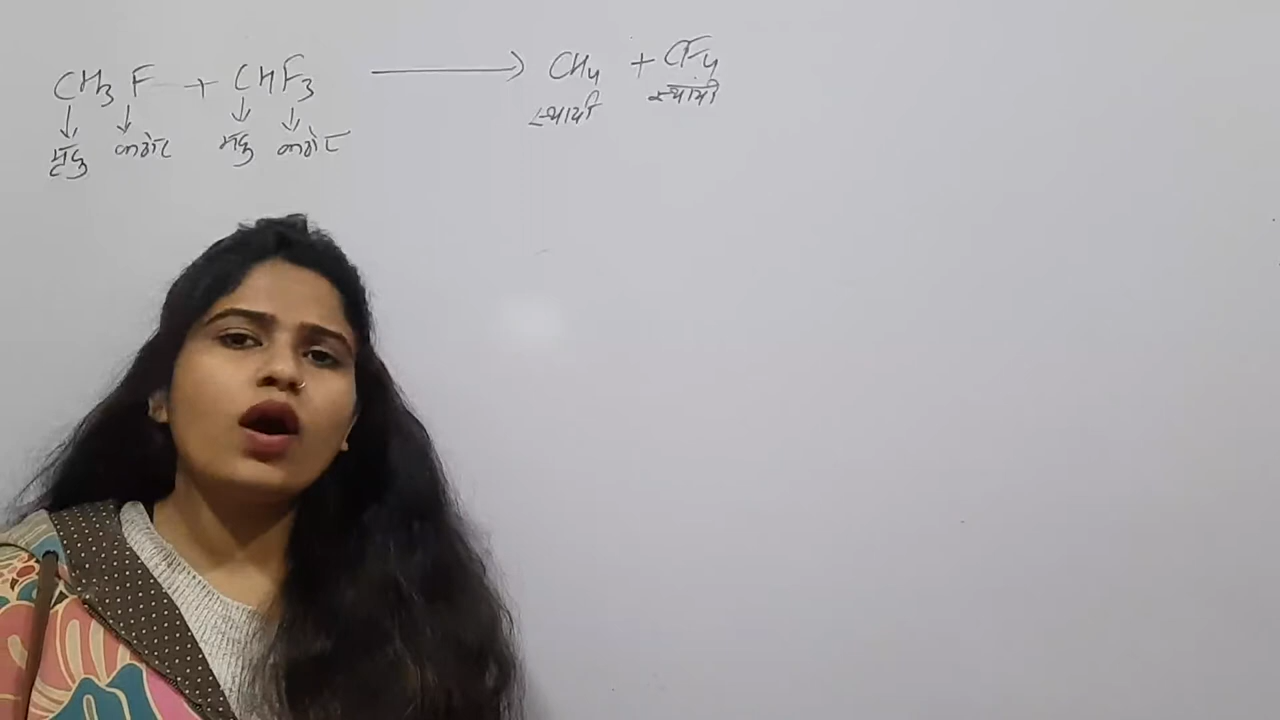 CH₃F + CHF₃ ⟶ CH₄ + CF₄
मृदु कठोर मृदु कठोर स्थायी स्थायी